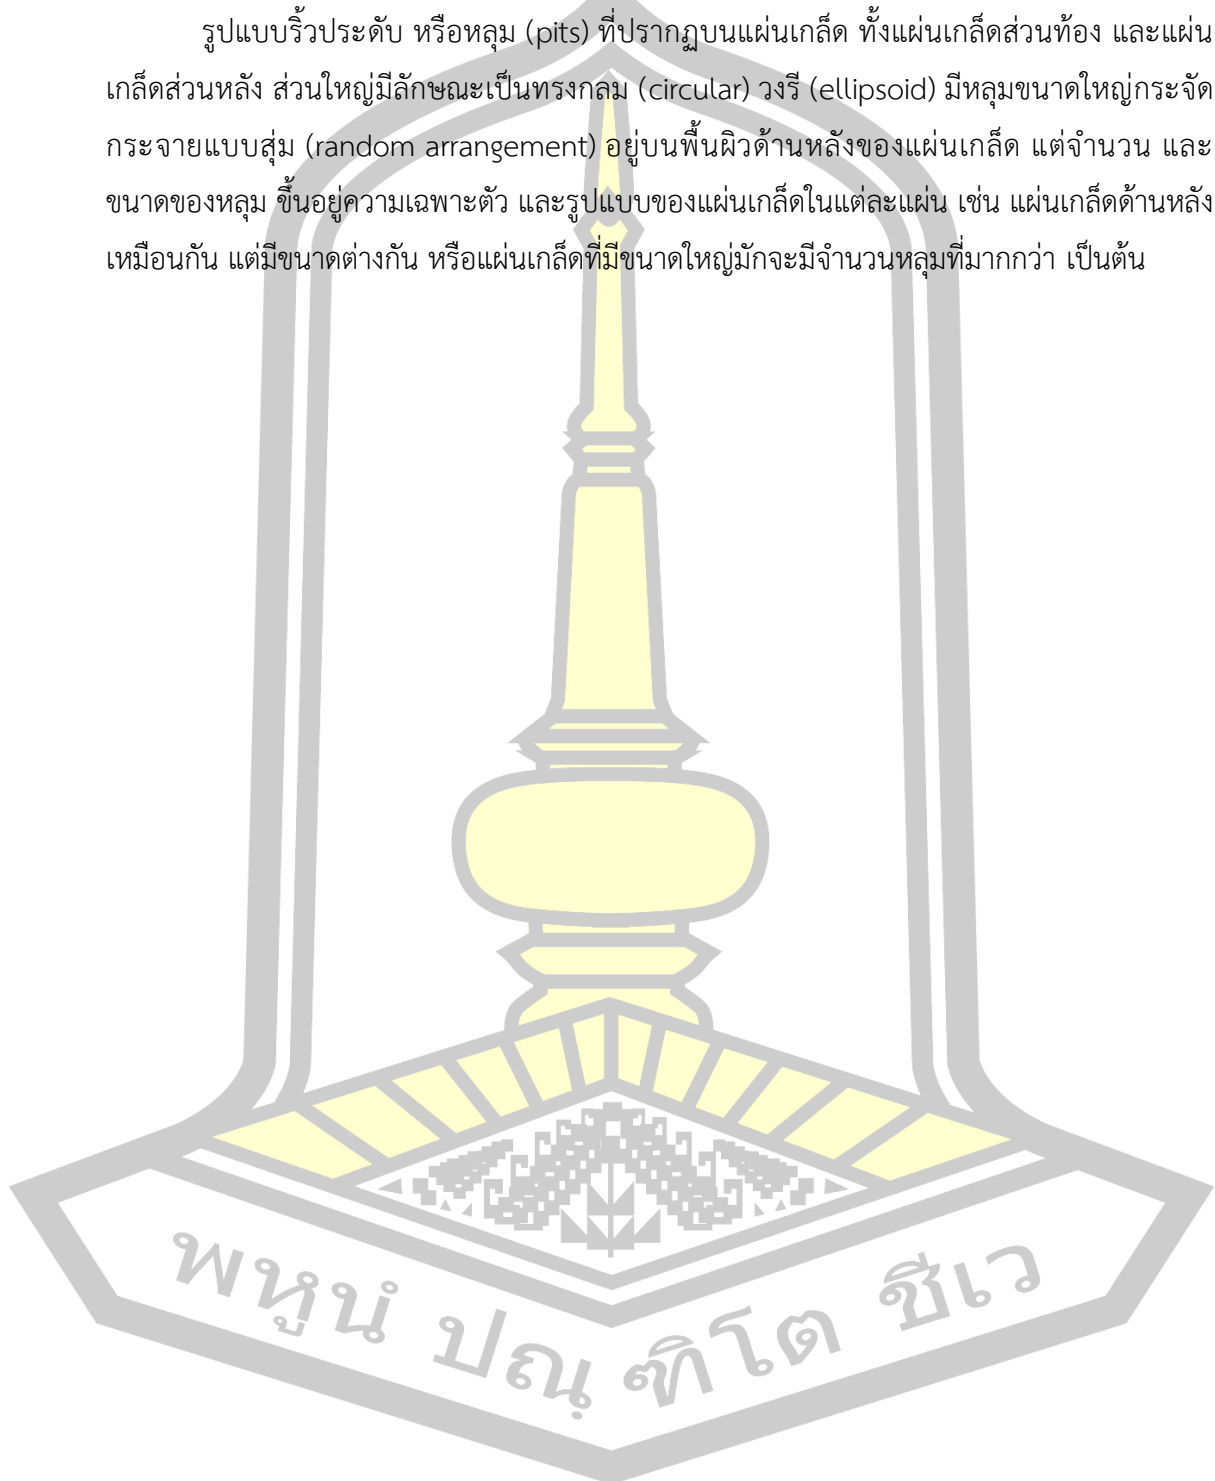 รูปแบบริ้วประดับ หรือหลุม (pits) ที่ปรากฏบนแผ่นเกล็ด ทั้งแผ่นเกล็ดส่วนท้อง และแผ่น
เกล็ดส่วนหลัง ส่วนใหญ่มีลักษณะเป็นทรงกลม (circular) วงรี (ellipsoid) มีหลุมขนาดใหญ่กระจัด
กระจายแบบสุ่ม (random arrangement) อยู่บนพื้นผิวด้านหลังของแผ่นเกล็ด แต่จำนวน และ
ขนาดของหลุม ขึ้นอยู่ความเฉพาะตัว และรูปแบบของแผ่นเกล็ดในแต่ละแผ่น เช่น แผ่นเกล็ดด้านหลัง
เหมือนกัน แต่มีขนาดต่างกัน หรือแผ่นเกล็ดที่มีขนาดใหญ่มักจะมีจำนวนหลุมที่มากกว่า เป็นต้น
พหูนํ ปณฺฑิโต ชีเว